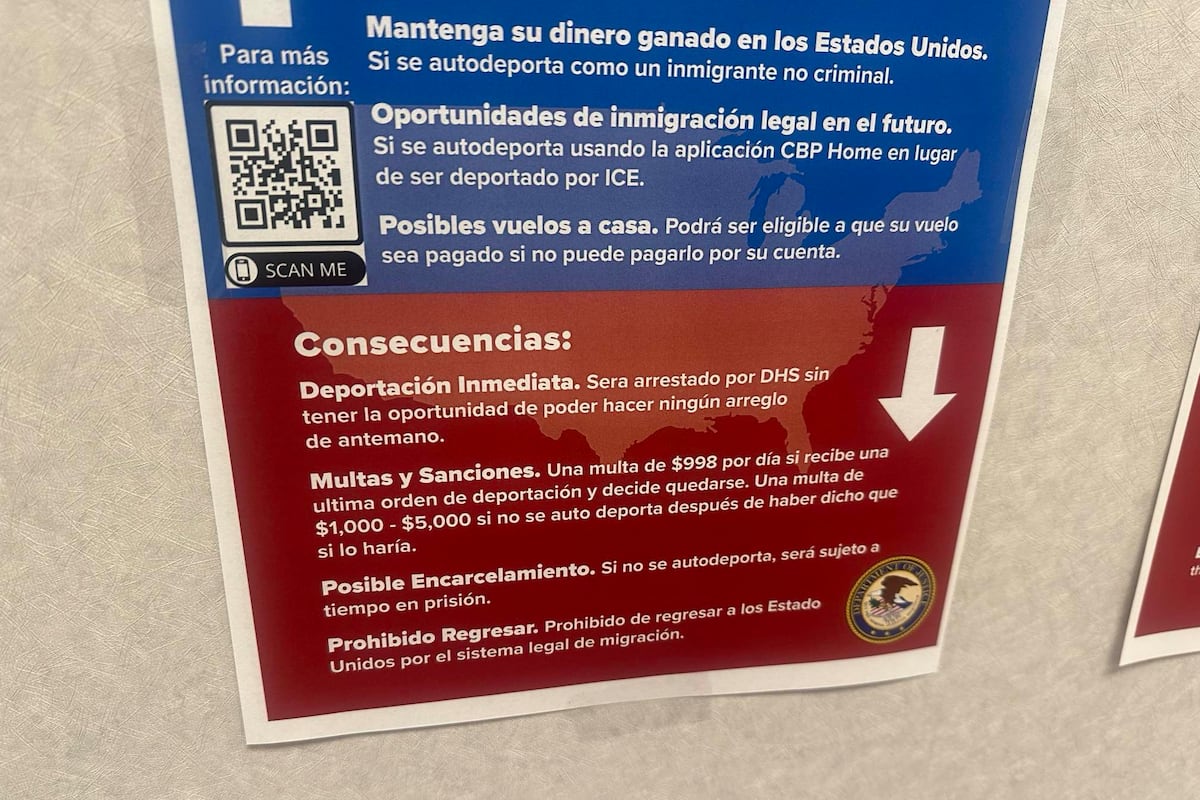 Mantenga su dinero ganado en los Estados Unidos.
Si se autodeporta como un inmigrante no criminal.
Para más
información:
SCAN ME
Oportunidades de inmigración legal en el futuro.
Si se autodeporta usando la aplicación CBP Home en lugar
de ser deportado por ICE.
Posibles vuelos a casa. Podrá ser eligible a que su vuelo
sea pagado si no puede pagarlo por su cuenta.
Consecuencias:
Deportación Inmediata. Sera arrestado por DHS sin
tener la oportunidad de poder hacer ningún arreglo
de antemano.
Multas y Sanciones. Una multa de $998 por día si recibe una
ultima orden de deportación y decide quedarse. Una multa de
$1,000 - $5,000 si no se auto deporta después de haber dicho que
si lo haría.
Posible Encarcelamiento. Si no se autodeporta, será sujeto a
tiempo en prisión.
Prohibido Regresar. Prohibido de regresar a los Estado
Unidos por el sistema legal de migración.
DEPARTMENT OF JUSTICE